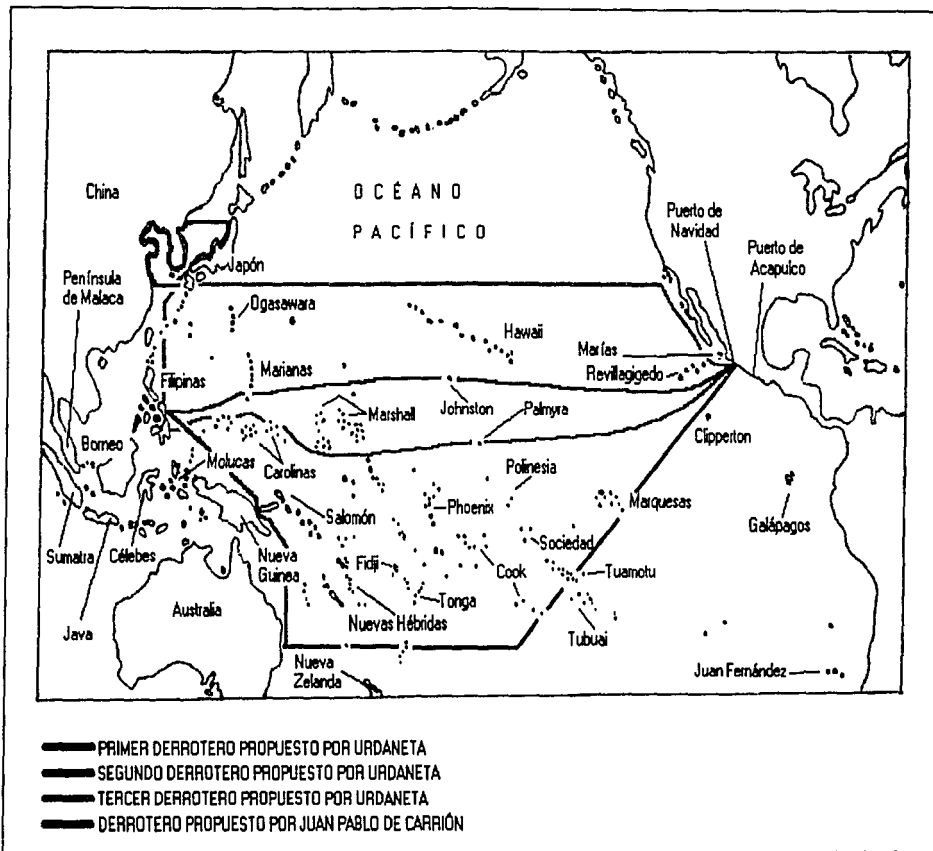 OCÉANO
PACÍFICO
China
Puerto de
Navidad
Puerto de
Acapulco
Japón
Península
de Malaca
Ogasawara
Hawaii
Marías
Revillagigedo
Marianas
Filipinas
Marshall
Johnston
Palmyra
Clipperton
Borneo
Molucas
Carolinas
Polinesia
Salomón
Phoenix
Marquesas
Galápagos
Sumatra
Célebes
Nueva
Guinea
Sociedad
Fidji
Cook
Tuamotu
Tonga
Australia
Java
Nuevas Hébridas
Tubuai
Nueva
Zelanda
Juan Fernández
PRIMER DERROTERO PROPUESTO POR URDANETA
SEGUNDO DERROTERO PROPUESTO POR URDANETA
TERCER DERROTERO PROPUESTO POR URDANETA
DERROTERO PROPUESTO POR JUAN PABLO DE CARRIÓN